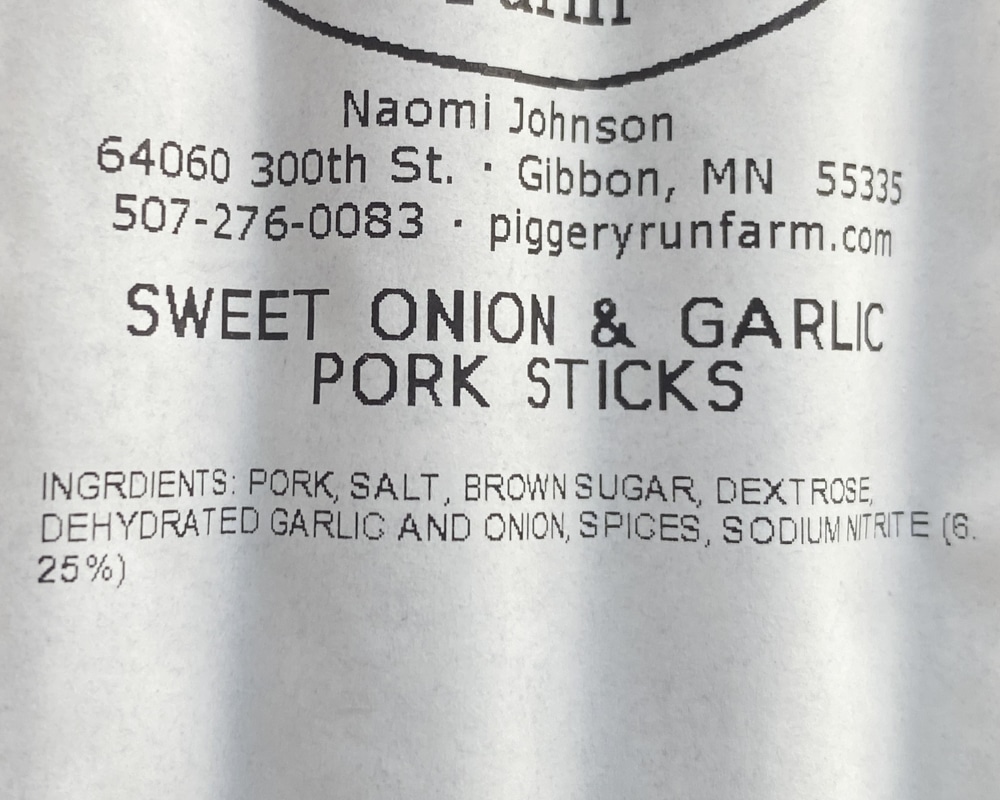 Farm
Naomi Johnson
64060 300th St. · Gibbon, MN 55335
507-276-0083 · piggeryrunfarm.com
SWEET ONION & GARLIC
PORK STICKS
INGRDIENTS: PORK, SALT, BROWN SUGAR, DEXTROSE,
DEHYDRATED GARLIC AND ONION, SPICES, SODIUM NITRITE (6.
25%)